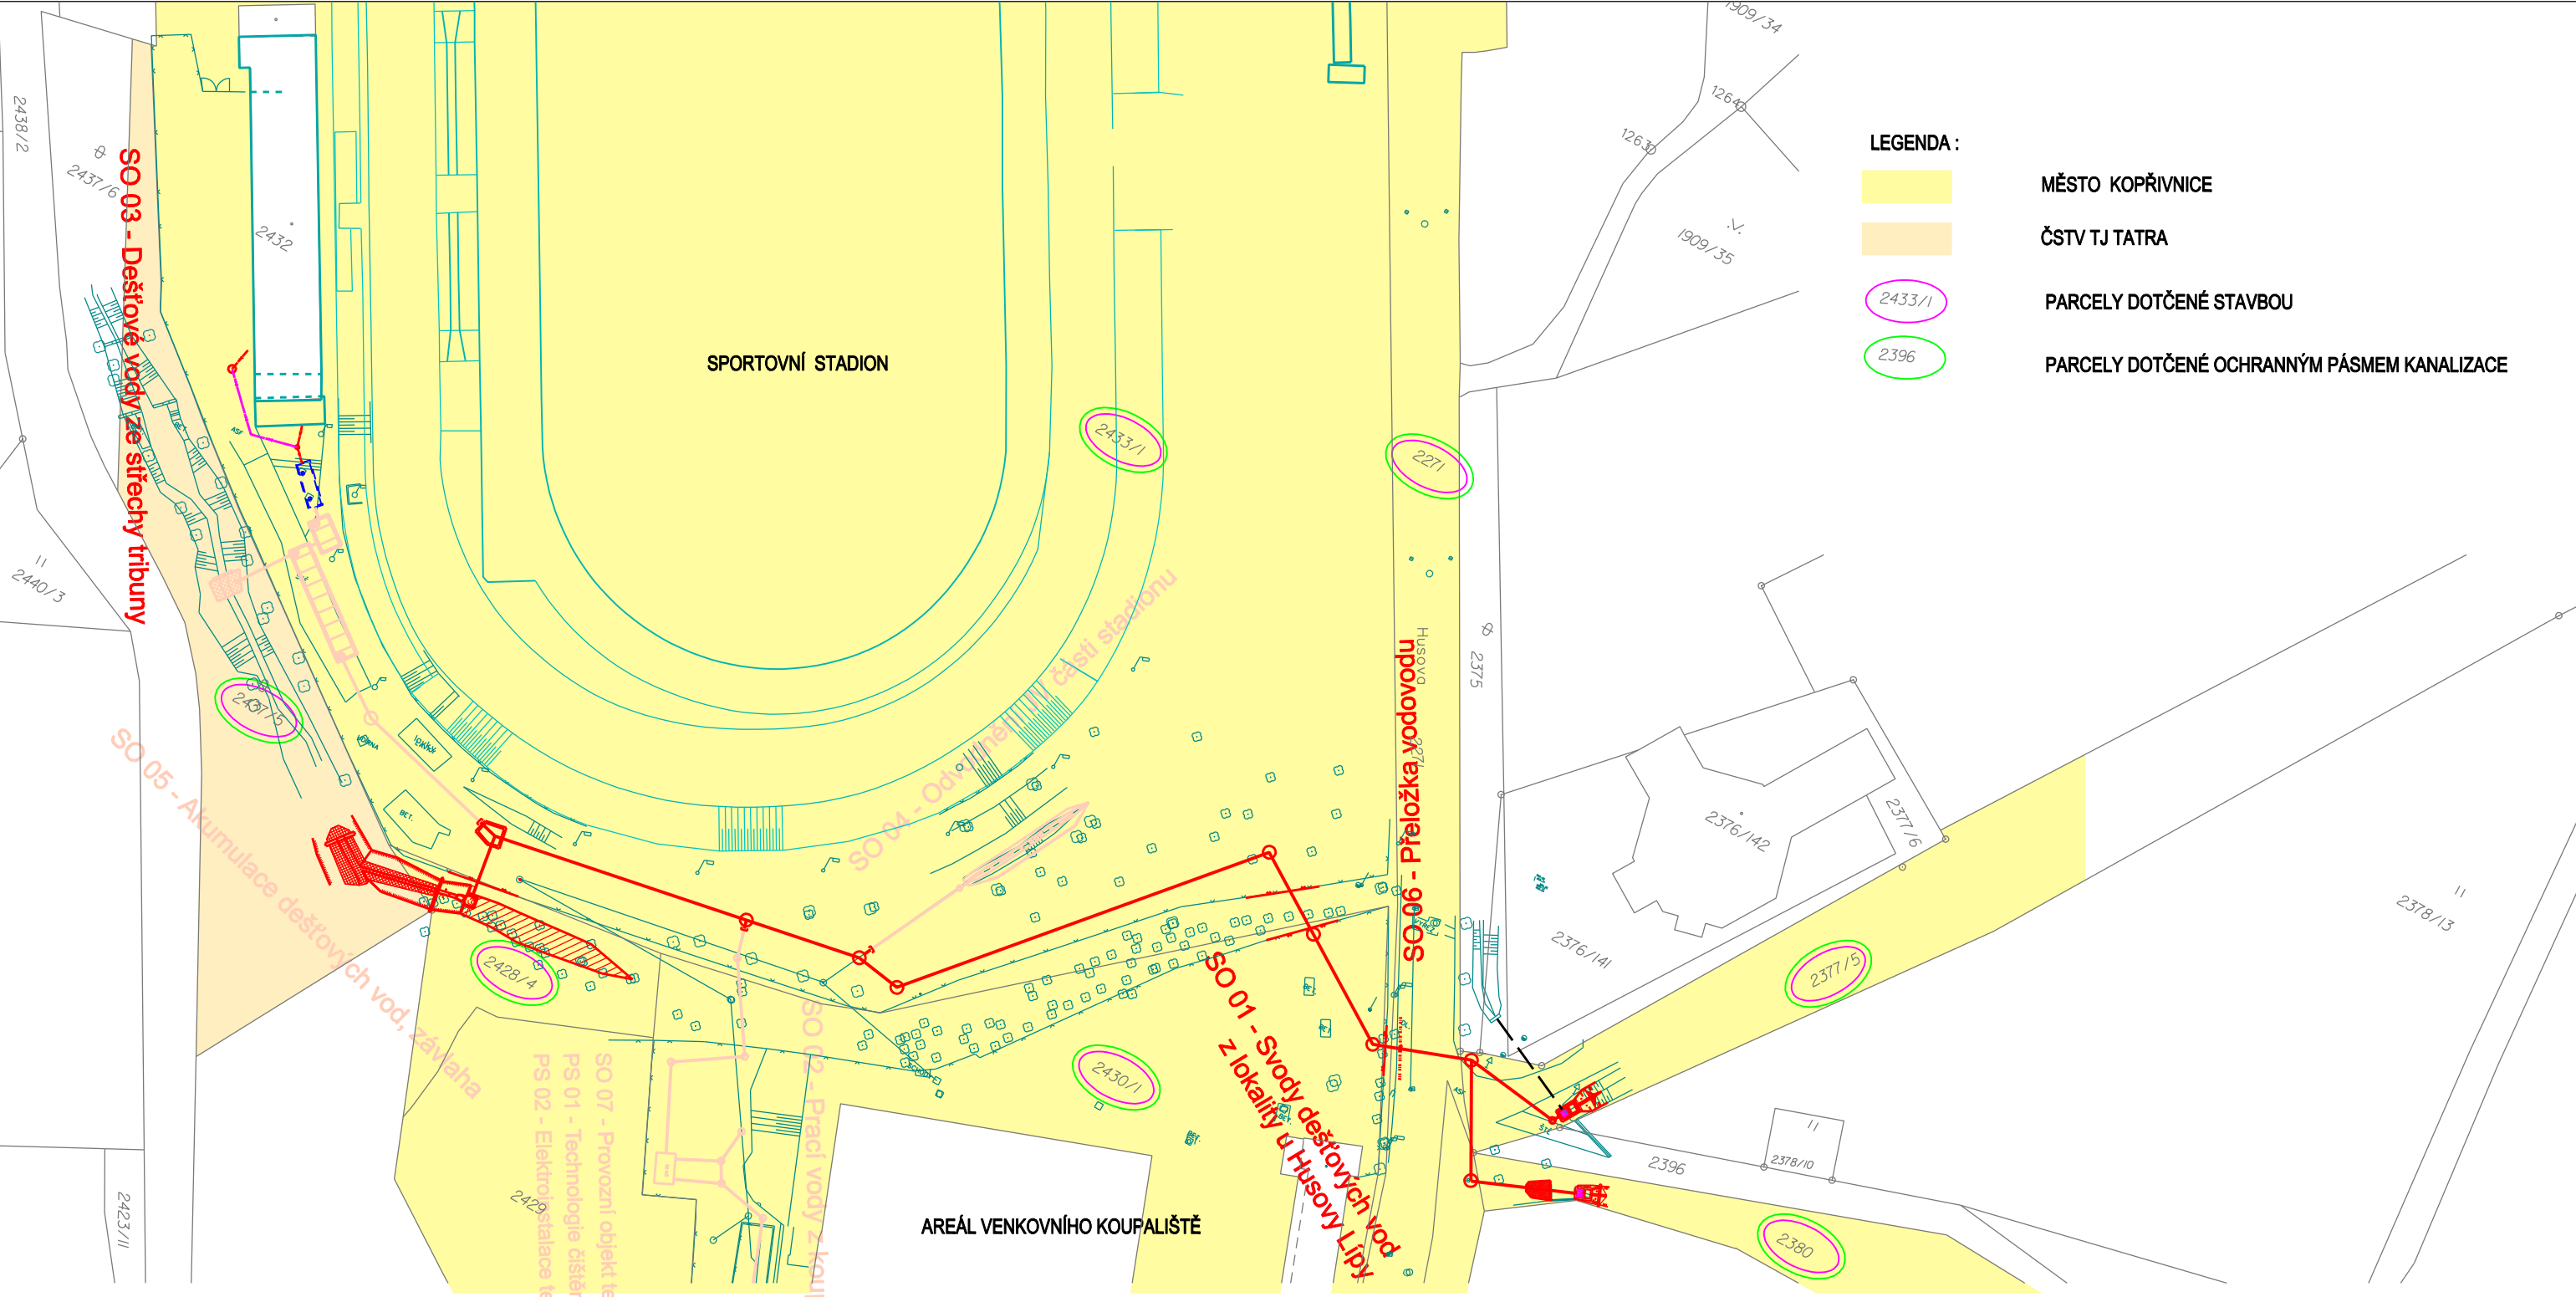 LEGENDA :
MĚSTO KOPŘIVNICE
ČSTV TJ TATRA
2433/1
PARCELY DOTČENÉ STAVBOU
2396
PARCELY DOTČENÉ OCHRANNÝM PÁSMEM KANALIZACE
1909/34
1264
1263
1909/35
2438/2
2437/6
SO 03 - Dešťové vody ze střechy tribuny
2432
ASF
SPORTOVNÍ STADION
2433/1
2271
2440/3
Husova
2375
2271
SO 06 - Přeložka vodovodu
2437/5
SO 05 - Akumulace dešťových vod, závlaha
BET.
SO 04 - Odvodnění části stadionu
2376/142
2377/6
2376/141
2378/13
2377/5
2428/4
2430/1
SO 01 - Svody dešťových vod
z lokality u Husovy Lípy
SO 02 - Prací vody z
SO 07 - Provozní objekt
PS 01 - Technologie
PS 02 - Elektroinstalace
2429
2423/11
AREÁL VENKOVNÍHO KOUPALIŠTĚ
2396
2378/10
2380